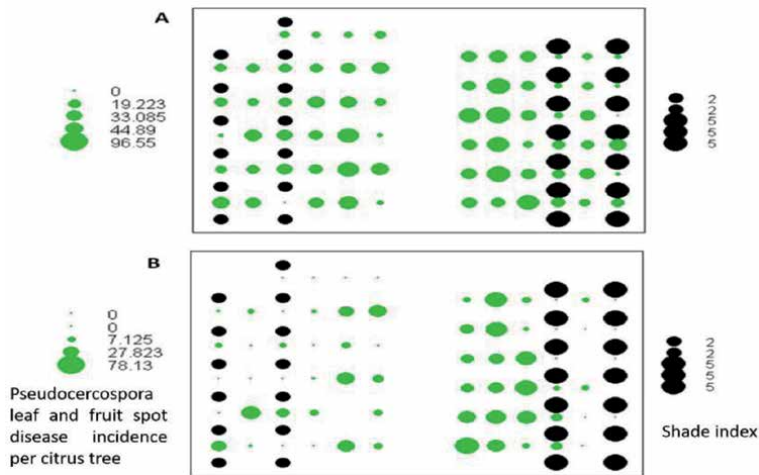 A
0
19.223
33.085
44.89
96.55
2
2
5
5
5
B
0
0
7.125
27.823
78.13
2
2
5
5
5
Pseudocercospora
leaf and fruit spot
disease incidence
per citrus tree
Shade index